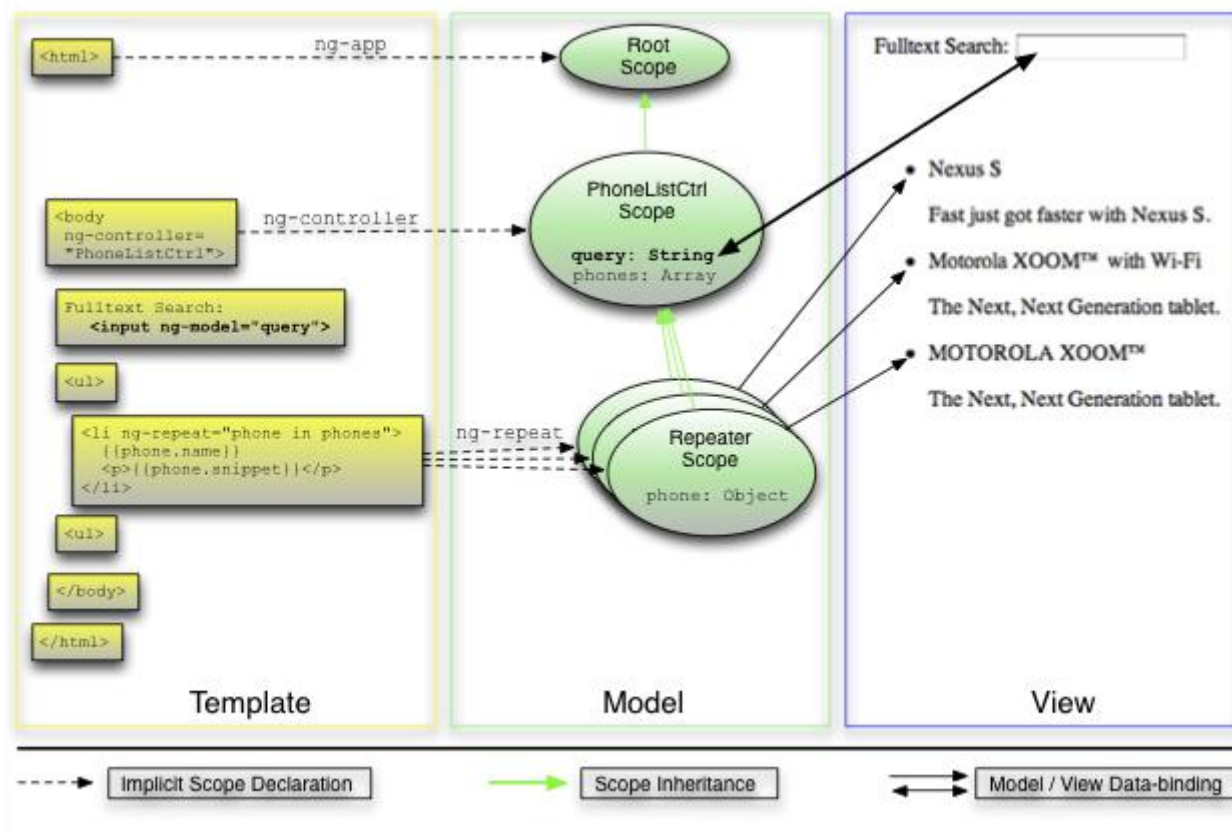 <html>
ng-app
Root
Scope
Fulltext Search:
<body
ng-controller=
"PhoneListCtrl">
ng-controller
PhoneListCtrl
Scope
query: String
phones: Array
Fulltext Search:
<input ng-model="query">
<ul>
<li ng-repeat="phone in phones">
{{phone.name}}
<p>{{phone.snippet}}</p>
</li>
ng-repeat
Repeater
Scope
phone: Object
<ul>
</body>
</html>
• Nexus S
Fast just got faster with Nexus S.
• Motorola XOOM™ with Wi-Fi
The Next, Next Generation tablet.
• MOTOROLA XOOM™
The Next, Next Generation tablet.
Template
Model
View
Implicit Scope Declaration
Scope Inheritance
Model / View Data-binding